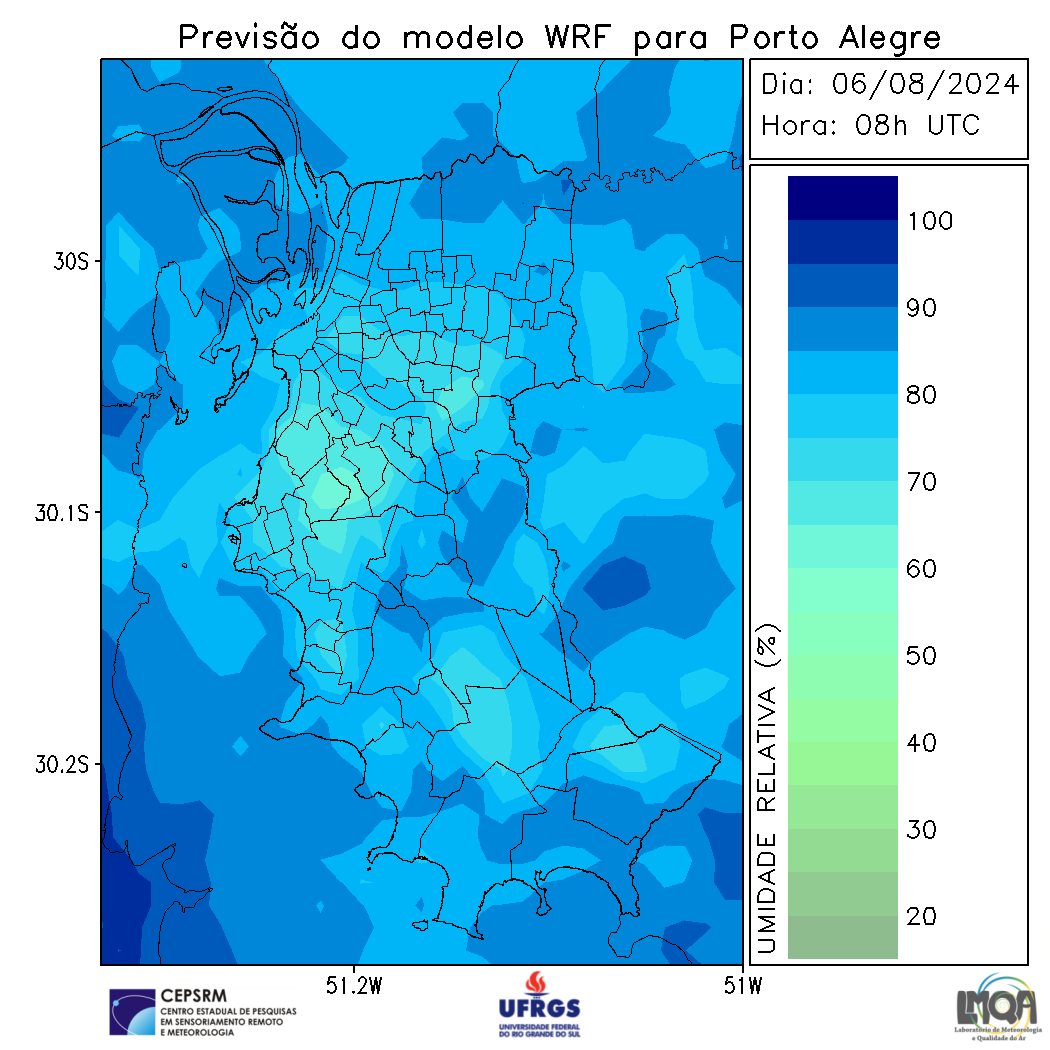 Previsão do modelo WRF para Porto Alegre
Dia: 06/08/2024
Hora: 08h UTC
30S
30.1S
30.2S
51.2W
51W
UMIDADE RELATIVA (%)
100
90
80
70
60
50
40
30
20
CEPSRM
CENTRO ESTADUAL DE PESQUISAS
EM SENSORIAMENTO REMOTO
E METEOROLOGIA
UFRGS
UNIVERSIDADE FEDERAL
DO RIO GRANDE DO SUL
LMQA
Laboratório de Meteorologia
e Qualidade do Ar